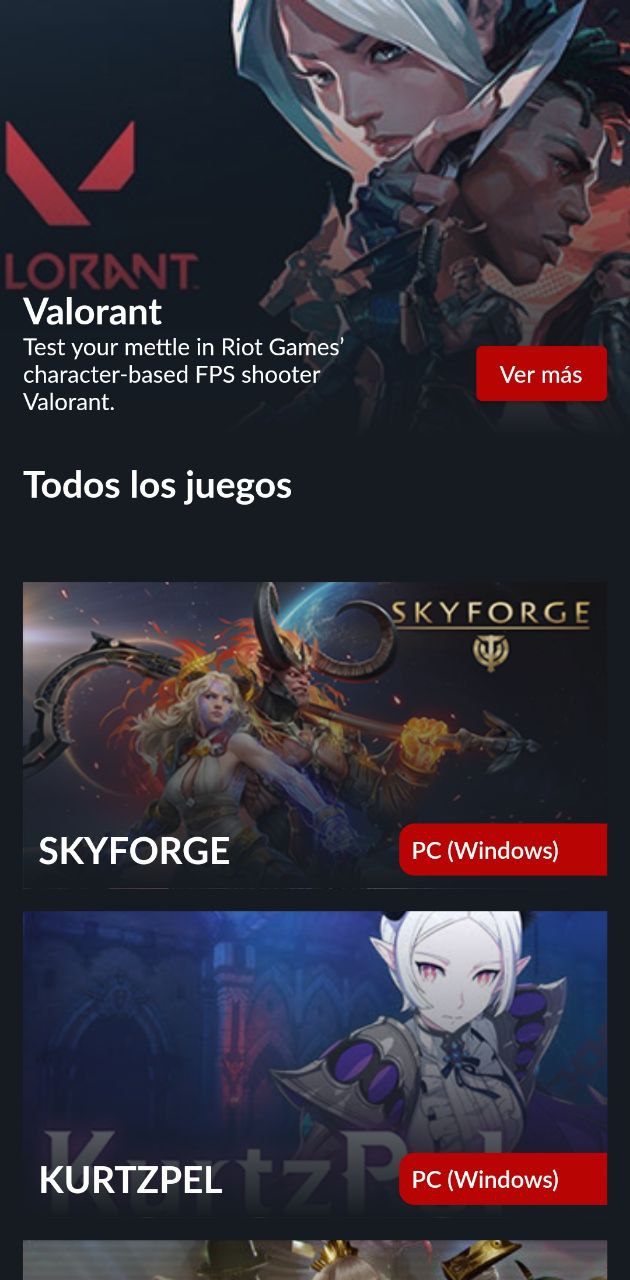 LORANT
Valorant
Test your mettle in Riot Games’
character-based FPS shooter
Valorant.
Ver más
Todos los juegos
SKYFORGE
SKYFORGE
PC (Windows)
KurtzPel
KURTZPEL
PC (Windows)